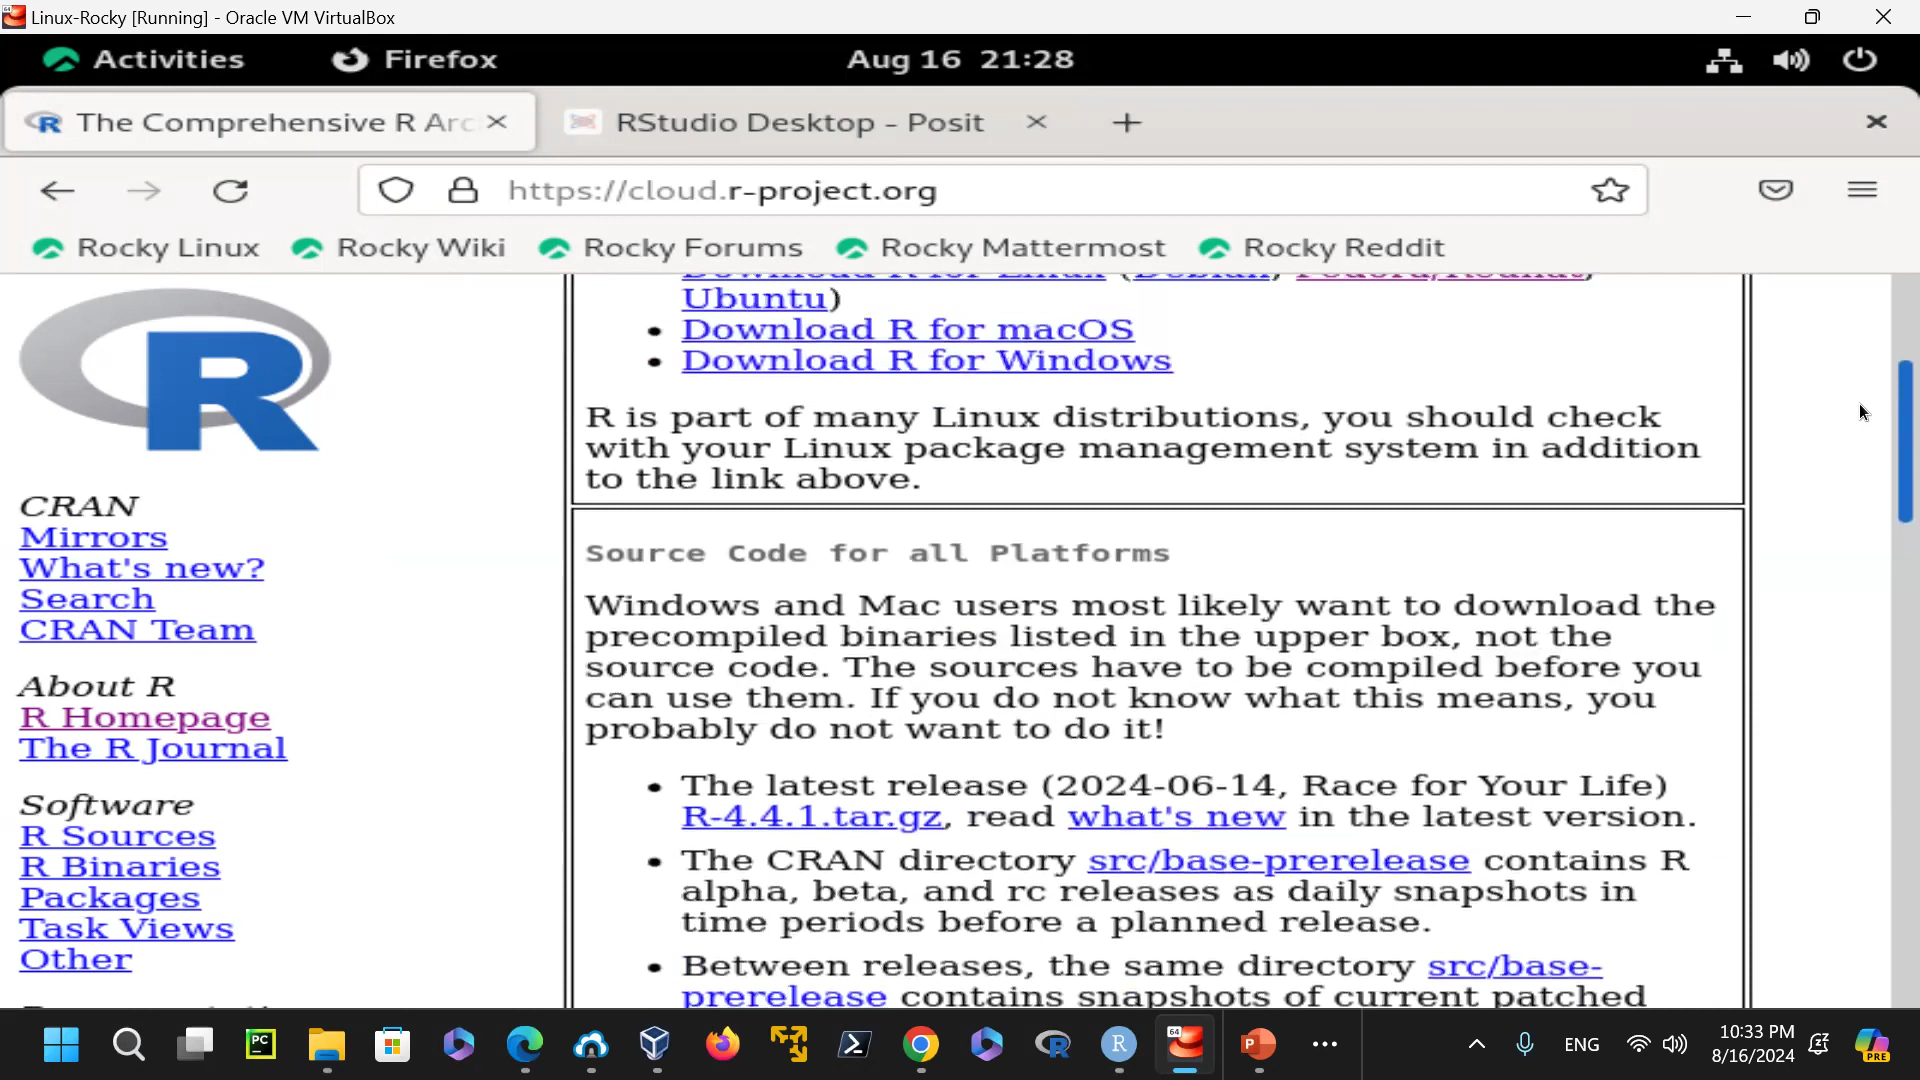 Linux-Rocky [Running] - Oracle VM VirtualBox
Activities Firefox Aug 16 21:28
The Comprehensive R Arc RStudio Desktop - Posit
https://cloud.r-project.org
Rocky Linux Rocky Wiki Rocky Forums Rocky Mattermost Rocky Reddit
Download R for Linux (Debian, Fedora/Redhat,
Ubuntu)
• Download R for macOS
• Download R for Windows
R is part of many Linux distributions, you should check
with your Linux package management system in addition
to the link above.
R
CRAN
Mirrors
What's new?
Search
CRAN Team
About R
R Homepage
The R Journal
Software
R Sources
R Binaries
Packages
Task Views
Other
Source Code for all Platforms
Windows and Mac users most likely want to download the
precompiled binaries listed in the upper box, not the
source code. The sources have to be compiled before you
can use them. If you do not know what this means, you
probably do not want to do it!
• The latest release (2024-06-14, Race for Your Life)
R-4.4.1.tar.gz, read what's new in the latest version.
• The CRAN directory src/base-prerelease contains R
alpha, beta, and rc releases as daily snapshots in
time periods before a planned release.
• Between releases, the same directory src/base-
prerelease contains snapshots of current patched
ENG
10:33 PM
8/16/2024